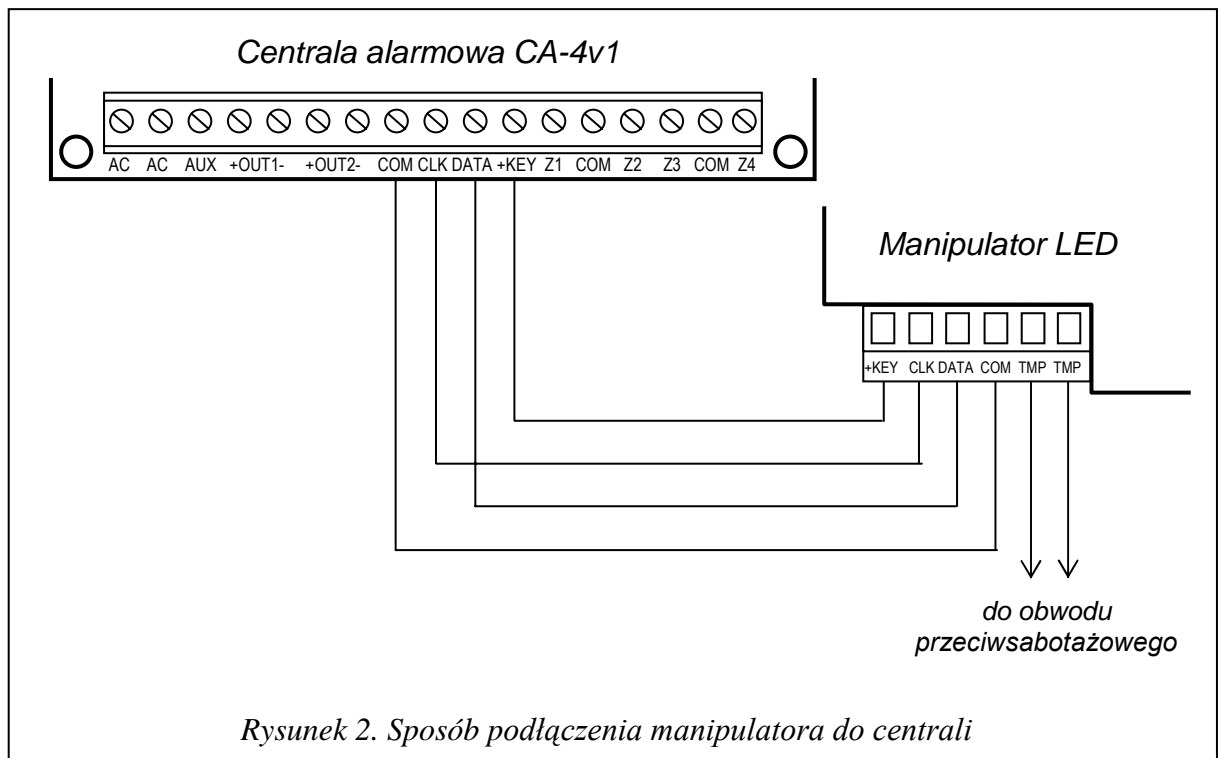 Centrala alarmowa CA-4v1
AC AC AUX +OUT1- +OUT2- COM CLK DATA +KEY Z1 COM Z2 Z3 COM Z4
Manipulator LED
+KEY CLK DATA COM TMP TMP
do obwodu
przeciwsabotażowego
Rysunek 2. Sposób podłączenia manipulatora do centrali